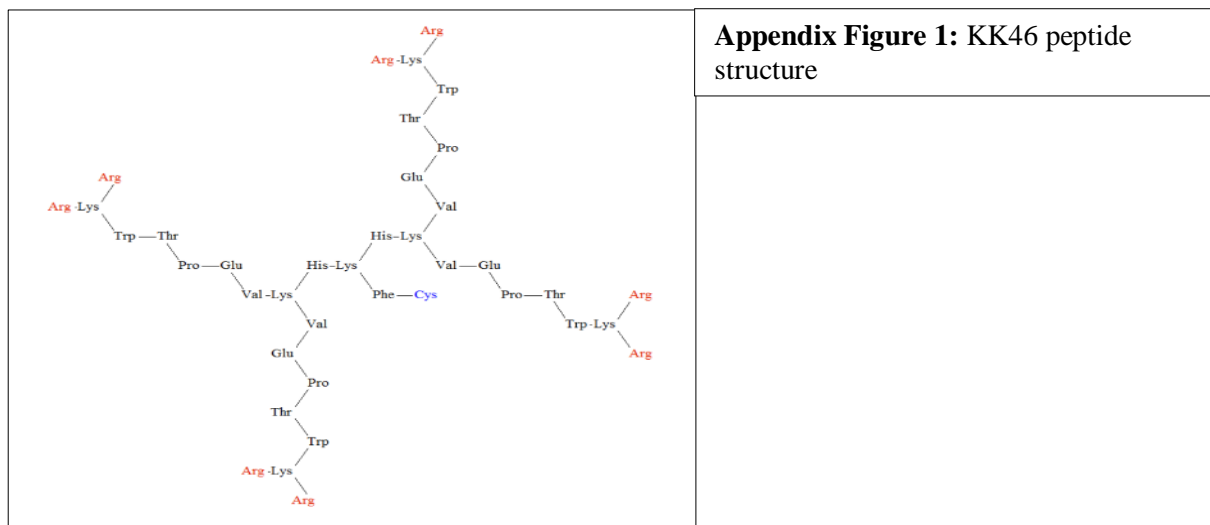 Appendix Figure 1: KK46 peptide
structure
Arg
Arg-Lys
Trp
Thr
Pro
Glu
Val
Arg
Arg-Lys
Trp—Thr
Pro—Glu
Val-Lys
His-Lys
His-Lys
Phe—Cys
Val—Glu
Pro—Thr
Trp-Lys
Arg
Arg
Val
Glu
Pro
Thr
Trp
Arg-Lys
Arg